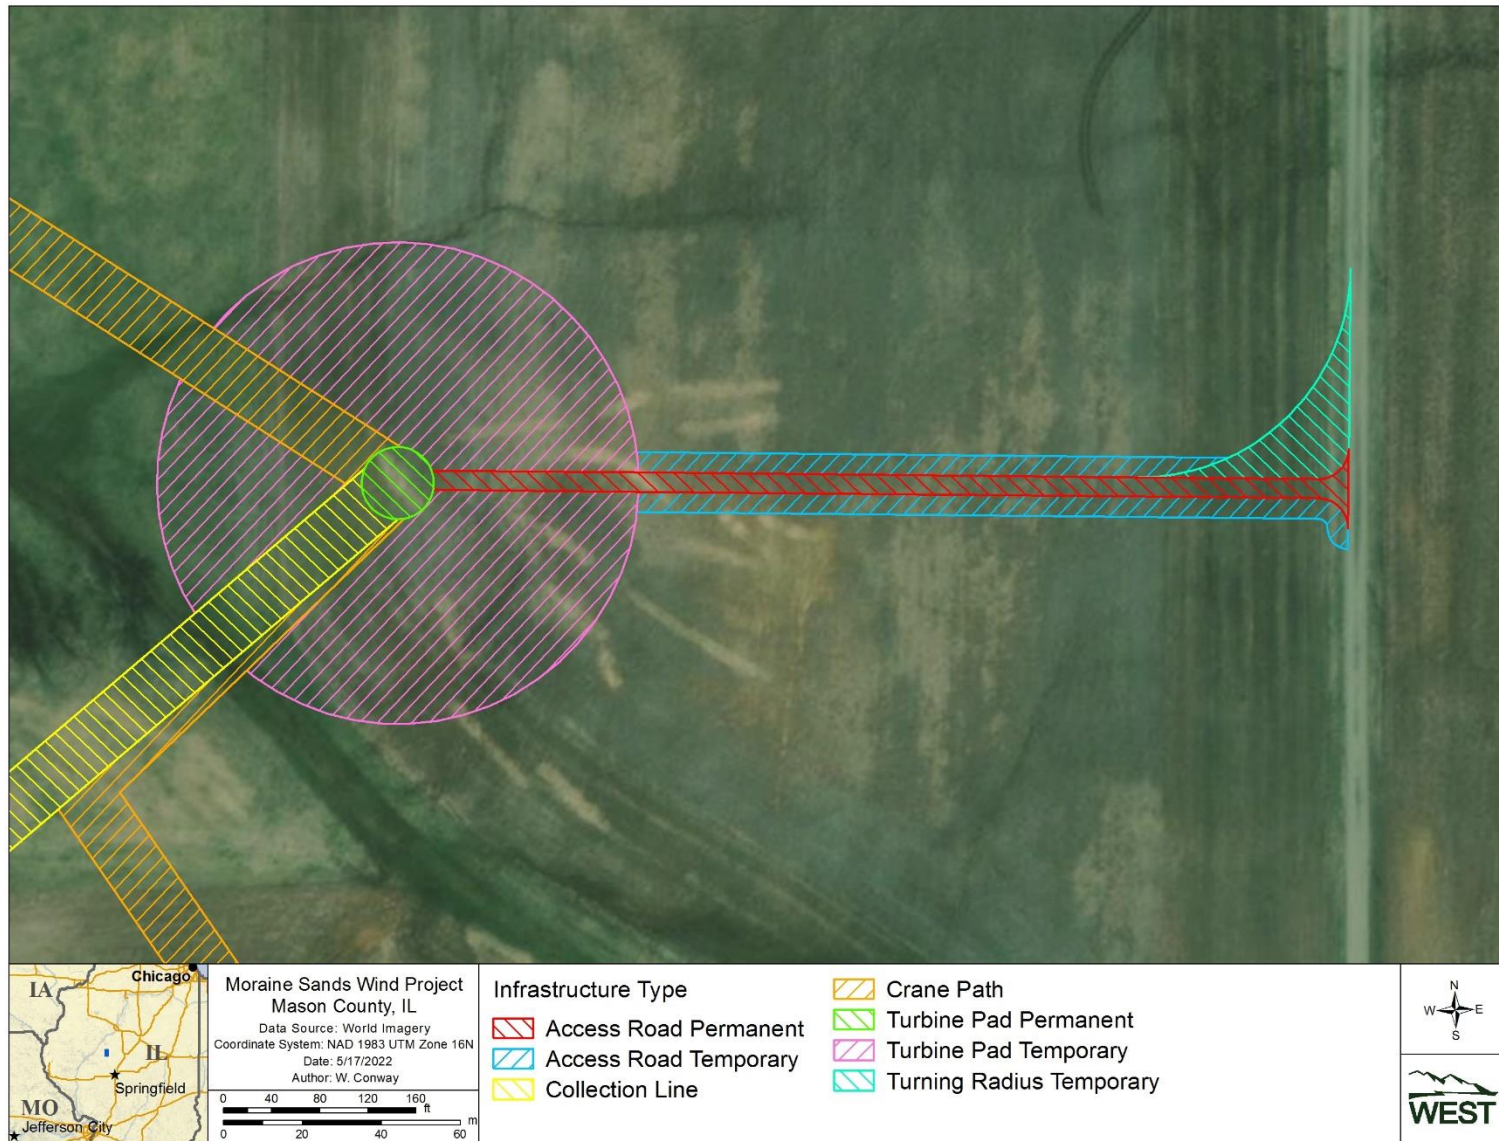 IA
Chicago
IL
Springfield
MO
Jefferson City
Moraine Sands Wind Project
Mason County, IL
Data Source: World Imagery
Coordinate System: NAD 1983 UTM Zone 16N
Date: 5/17/2022
Author: W. Conway
0 40 80 120 160
ft
m
0 20 40 60
Infrastructure Type
Access Road Permanent
Access Road Temporary
Collection Line
Crane Path
Turbine Pad Permanent
Turbine Pad Temporary
Turning Radius Temporary
N
W E
S
WEST